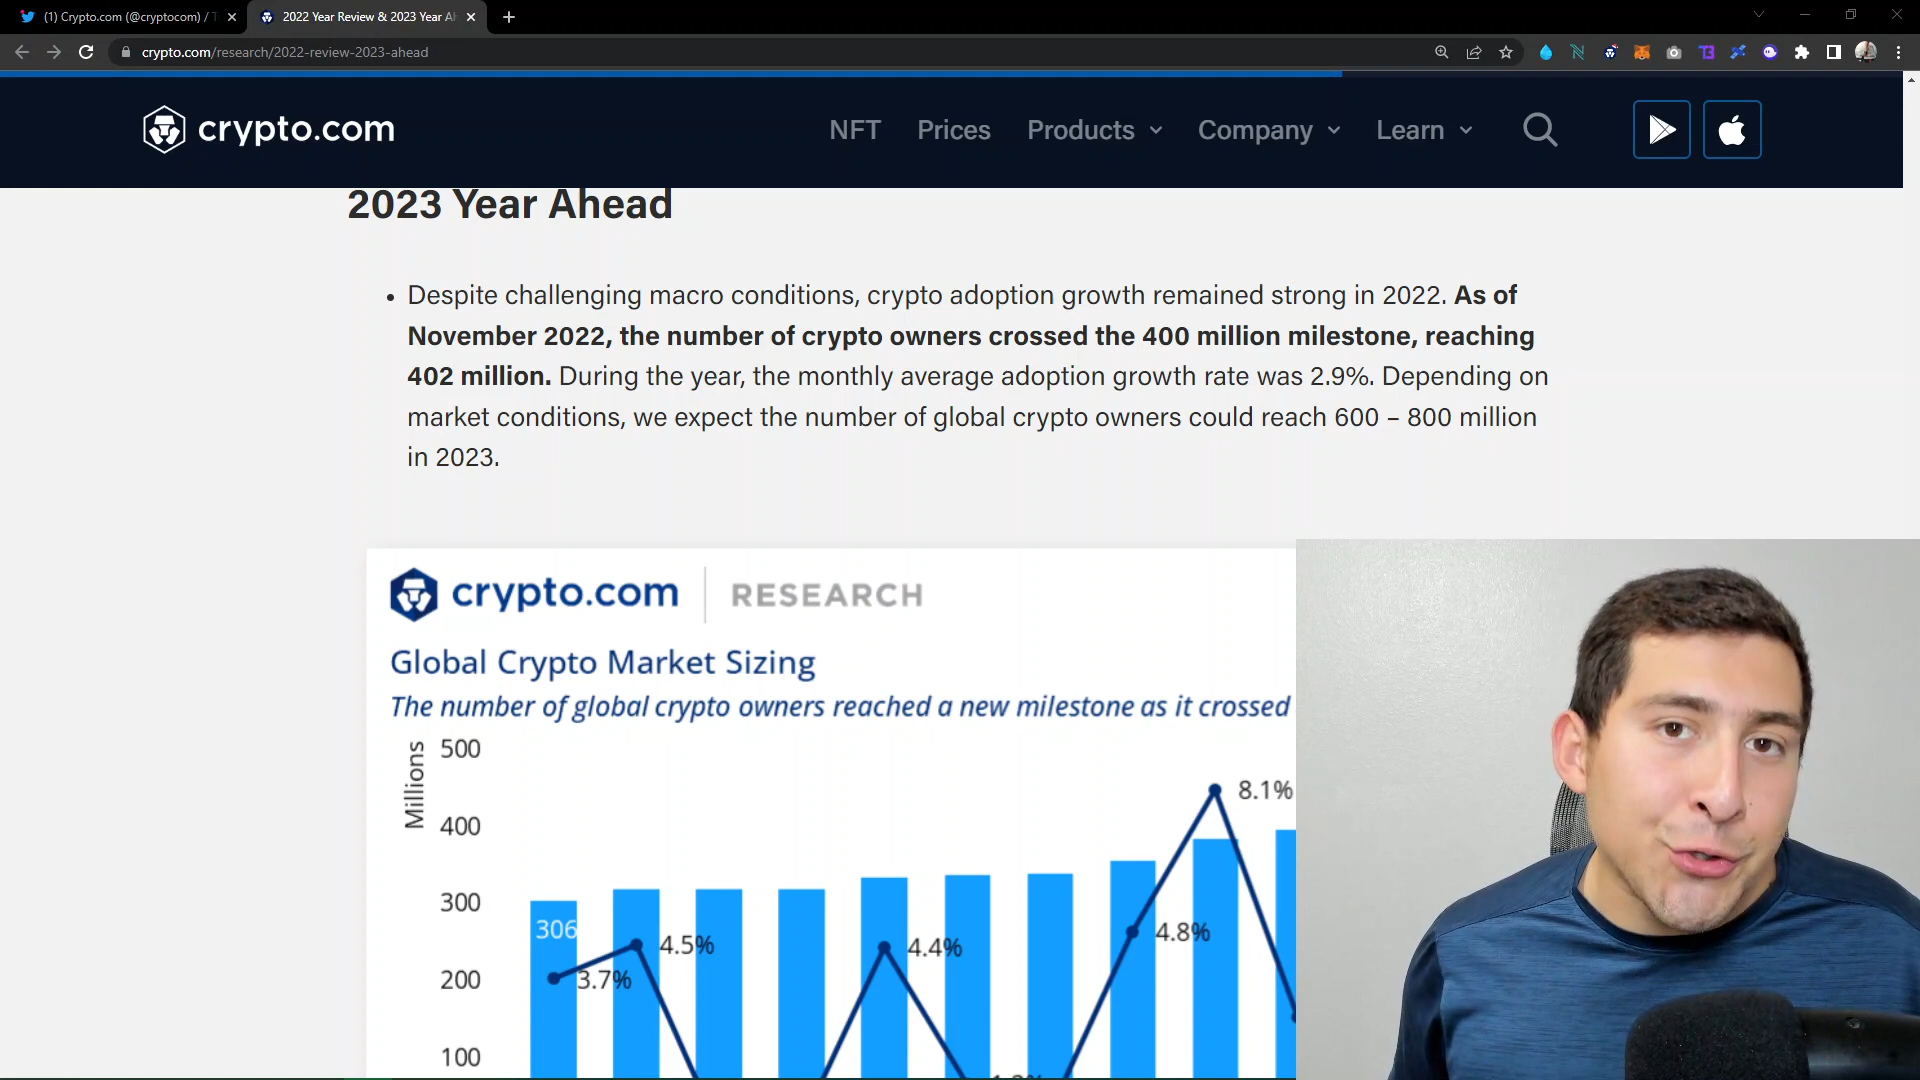 (1) Crypto.com (@cryptocom) /
2022 Year Review & 2023 Year A
crypto.com/research/2022-review-2023-ahead
crypto.com
NFT
Prices
Products
Company
Learn
2023 Year Ahead
• Despite challenging macro conditions, crypto adoption growth remained strong in 2022. As of
November 2022, the number of crypto owners crossed the 400 million milestone, reaching
402 million. During the year, the monthly average adoption growth rate was 2.9%. Depending on
market conditions, we expect the number of global crypto owners could reach 600 – 800 million
in 2023.
crypto.com | RESEARCH
Global Crypto Market Sizing
The number of global crypto owners reached a new milestone as it crossed
Millions
500
400
300
200
100
306
3.7%
4.5%
4.4%
4.8%
8.1%